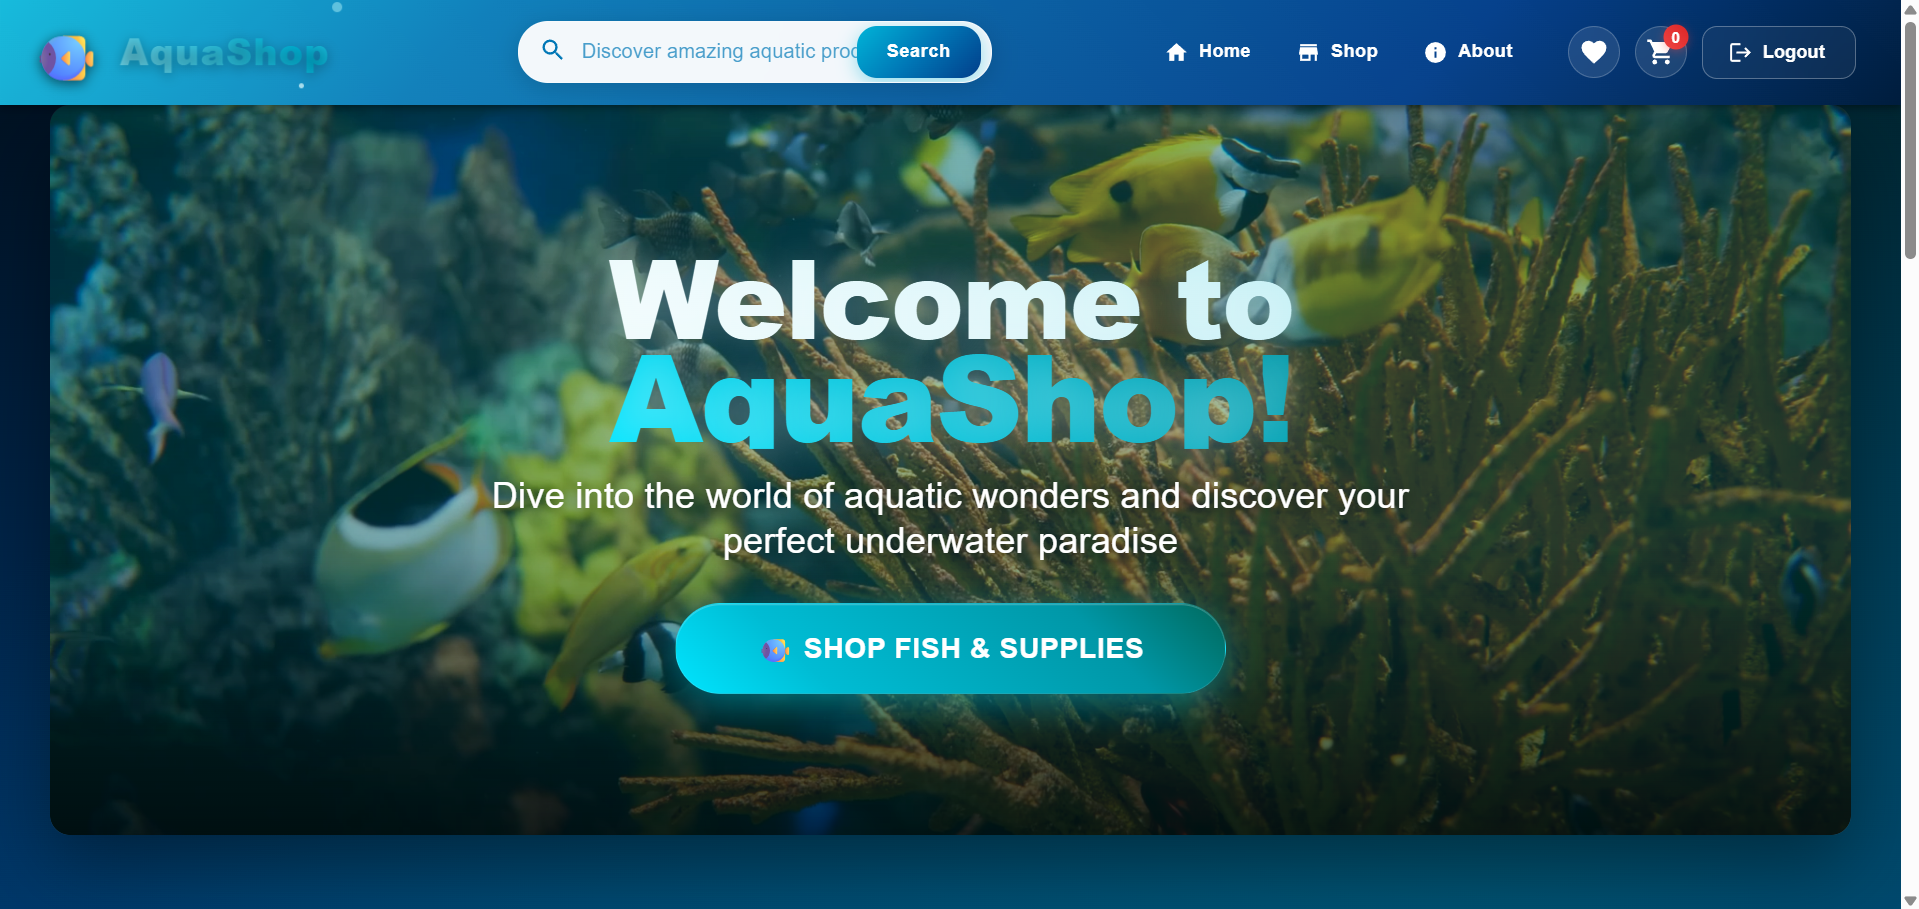 AquaShop
Discover amazing aquatic proc
Search
Home
Shop
About
0
Logout
Welcome to
AquaShop!
Dive into the world of aquatic wonders and discover your
perfect underwater paradise
SHOP FISH & SUPPLIES